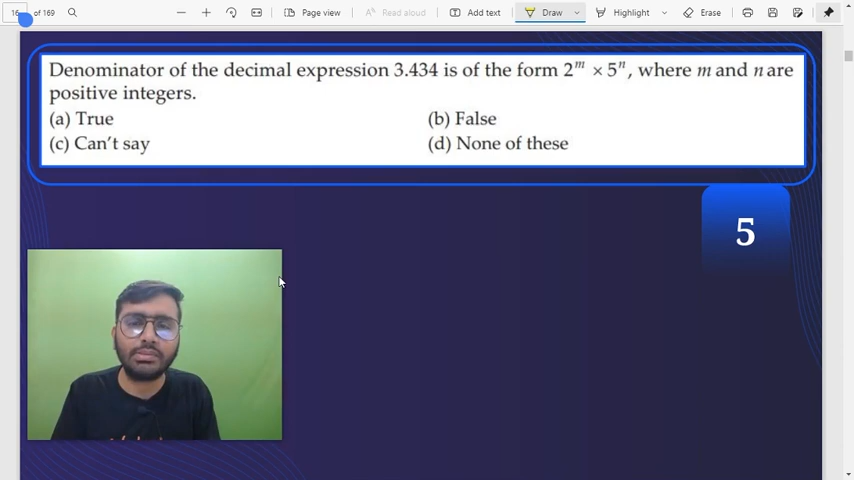 16 of 169 Page view Read aloud Add text Draw Highlight Erase
Denominator of the decimal expression 3.434 is of the form 2^m × 5^n, where m and n are
positive integers.
(a) True (b) False
(c) Can't say (d) None of these
5